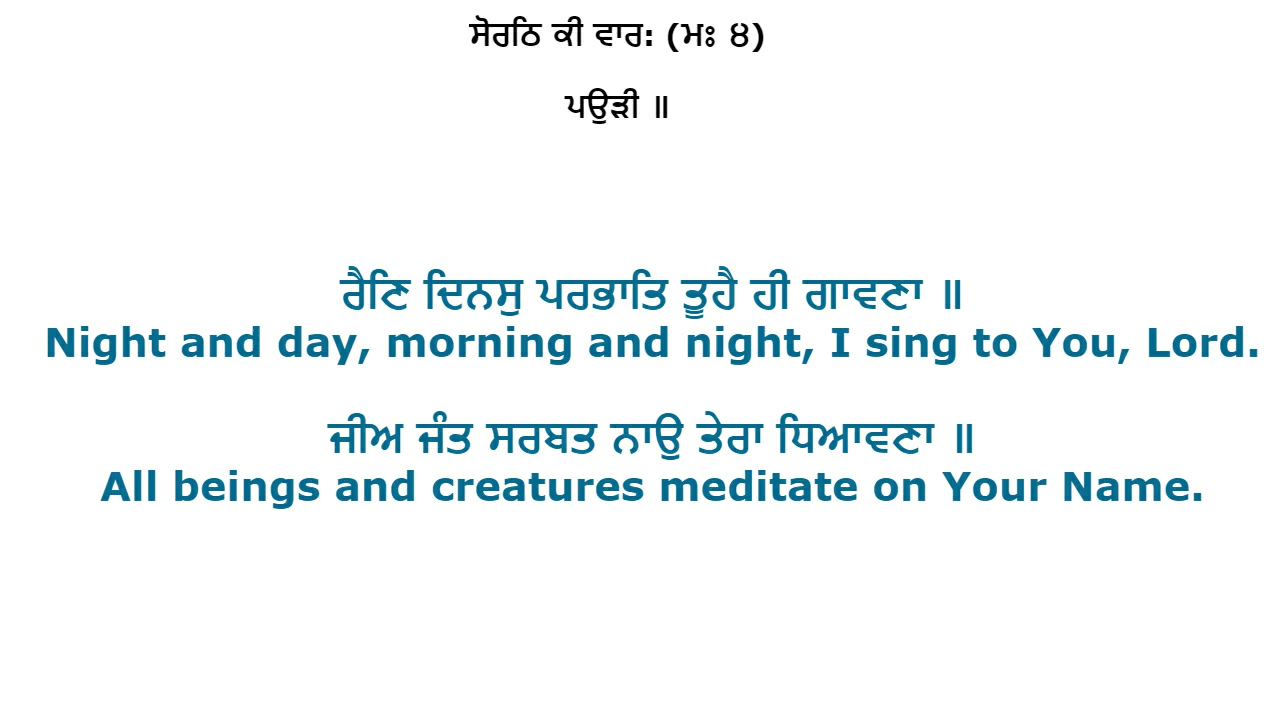 ਸੋਰਠਿ ਕੀ ਵਾਰ: (ਮਃ ੪)
ਪਉੜੀ ॥
ਰੈਣਿ ਦਿਨਸੁ ਪਰਭਾਤਿ ਤੂਹੈ ਹੀ ਗਾਵਣਾ ॥
Night and day, morning and night, I sing to You, Lord.
ਜੀਅ ਜੰਤ ਸਰਬਤ ਨਾਉ ਤੇਰਾ ਧਿਆਵਣਾ ॥
All beings and creatures meditate on Your Name.